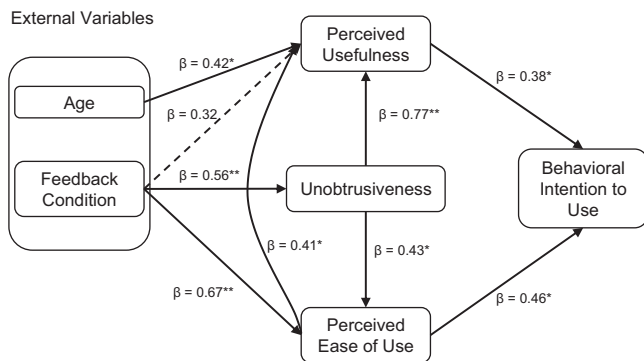 External Variables
Perceived
Usefulness
β = 0.42*
β = 0.38*
Age
β = 0.32
β = 0.77**
Feedback
Condition
β = 0.56**
Unobtrusiveness
Behavioral
Intention to
Use
β = 0.41*
β = 0.43*
β = 0.67**
β = 0.46*
Perceived
Ease of Use